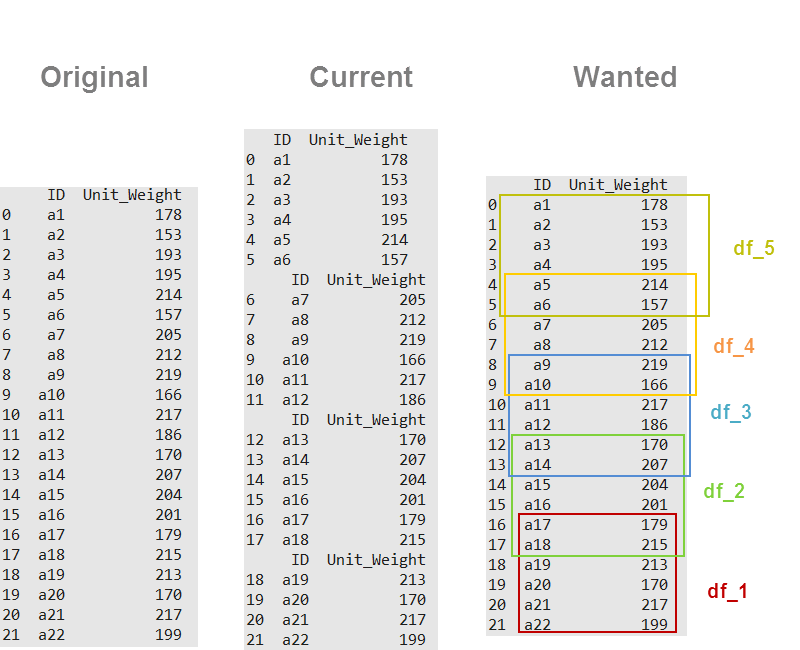 Original
ID Unit_Weight
0 a1 178
1 a2 153
2 a3 193
3 a4 195
4 a5 214
5 a6 157
6 a7 205
7 a8 212
8 a9 219
9 a10 166
10 a11 217
11 a12 186
12 a13 170
13 a14 207
14 a15 204
15 a16 201
16 a17 179
17 a18 215
18 a19 213
19 a20 170
20 a21 217
21 a22 199
Current
ID Unit_Weight
0 a1 178
1 a2 153
2 a3 193
3 a4 195
4 a5 214
5 a6 157
ID Unit_Weight
6 a7 205
7 a8 212
8 a9 219
9 a10 166
10 a11 217
11 a12 186
ID Unit_Weight
12 a13 170
13 a14 207
14 a15 204
15 a16 201
16 a17 179
17 a18 215
ID Unit_Weight
18 a19 213
19 a20 170
20 a21 217
21 a22 199
Wanted
ID Unit_Weight
0 a1 178
1 a2 153
2 a3 193
3 a4 195
4 a5 214
5 a6 157
6 a7 205
7 a8 212
8 a9 219
9 a10 166
10 a11 217
11 a12 186
12 a13 170
13 a14 207
14 a15 204
15 a16 201
16 a17 179
17 a18 215
18 a19 213
19 a20 170
20 a21 217
21 a22 199
df_5
df_4
df_3
df_2
df_1